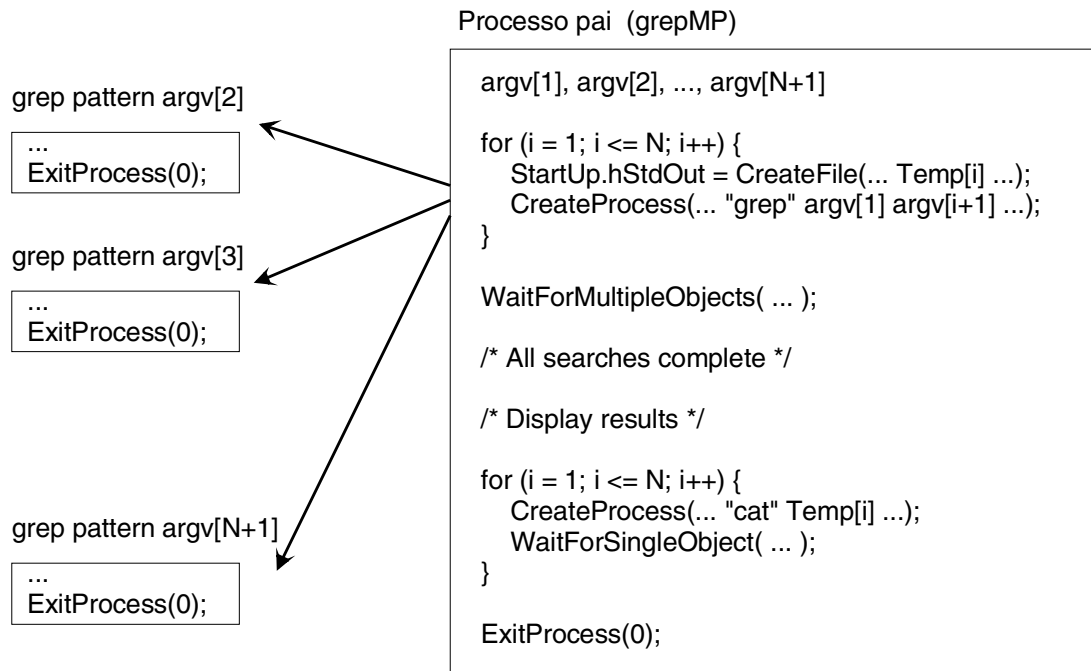 Processo pai (grepMP)
grep pattern argv[2]
...
ExitProcess(0);
grep pattern argv[3]
...
ExitProcess(0);
grep pattern argv[N+1]
...
ExitProcess(0);
argv[1], argv[2], ..., argv[N+1]
for (i = 1; i <= N; i++) {
StartUp.hStdOut = CreateFile(... Temp[i] ...);
CreateProcess(... "grep" argv[1] argv[i+1] ...);
}
WaitForMultipleObjects( ... );
/* All searches complete */
/* Display results */
for (i = 1; i <= N; i++) {
CreateProcess(... "cat" Temp[i] ...);
WaitForSingleObject( ... );
}
ExitProcess(0);